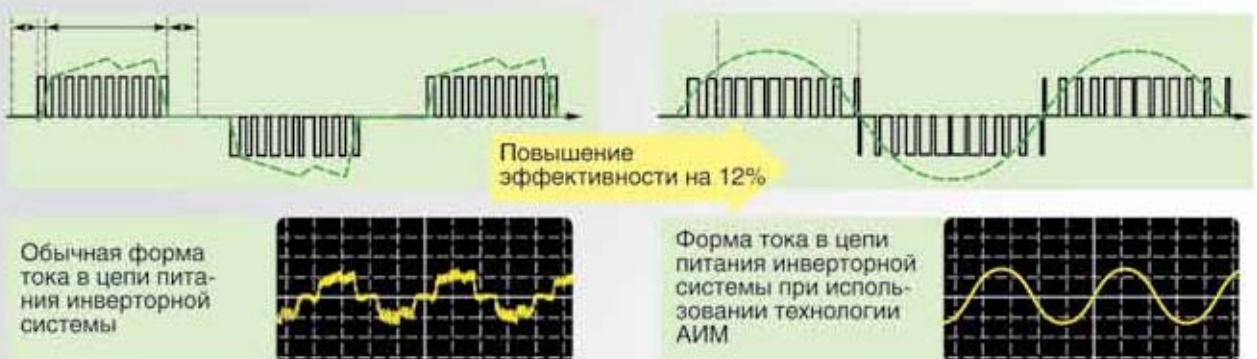 Повышение
эффективности на 12%
Обычная форма
тока в цепи пита-
ния инверторной
системы
Форма тока в цепи
питания инверторной
системы при исполь-
зовании технологии
АИМ